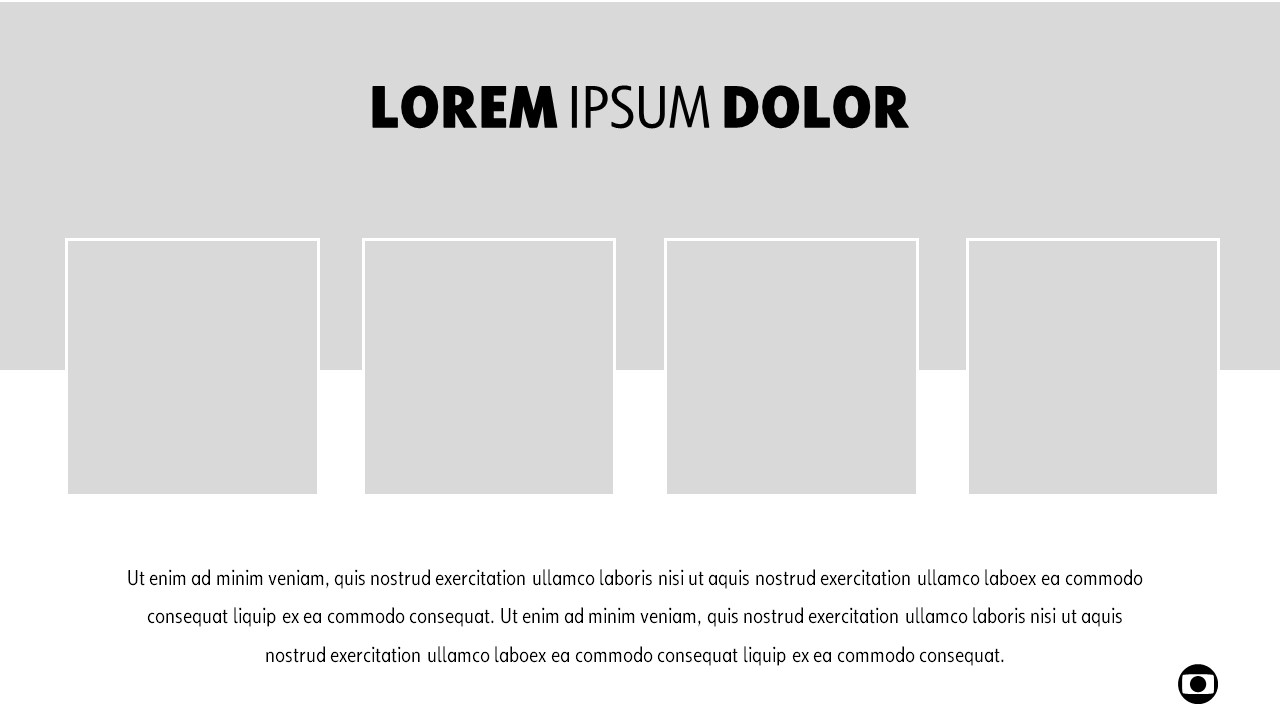 LOREM IPSUM DOLOR
Ut enim ad minim veniam, quis nostrud exercitation ullamco laboris nisi ut aquis nostrud exercitation ullamco laboex ea commodo
consequat liquip ex ea commodo consequat. Ut enim ad minim veniam, quis nostrud exercitation ullamco laboris nisi ut aquis
nostrud exercitation ullamco laboex ea commodo consequat liquip ex ea commodo consequat.